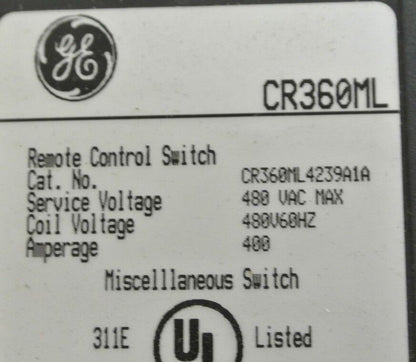 GE
CR360ML
Remote Control Switch
Cat. No. CR360ML4239A1A
Service Voltage 480 VAC MAX
Coil Voltage 480V60HZ
Amperage 400
Miscelllaneous Switch
311E UL Listed